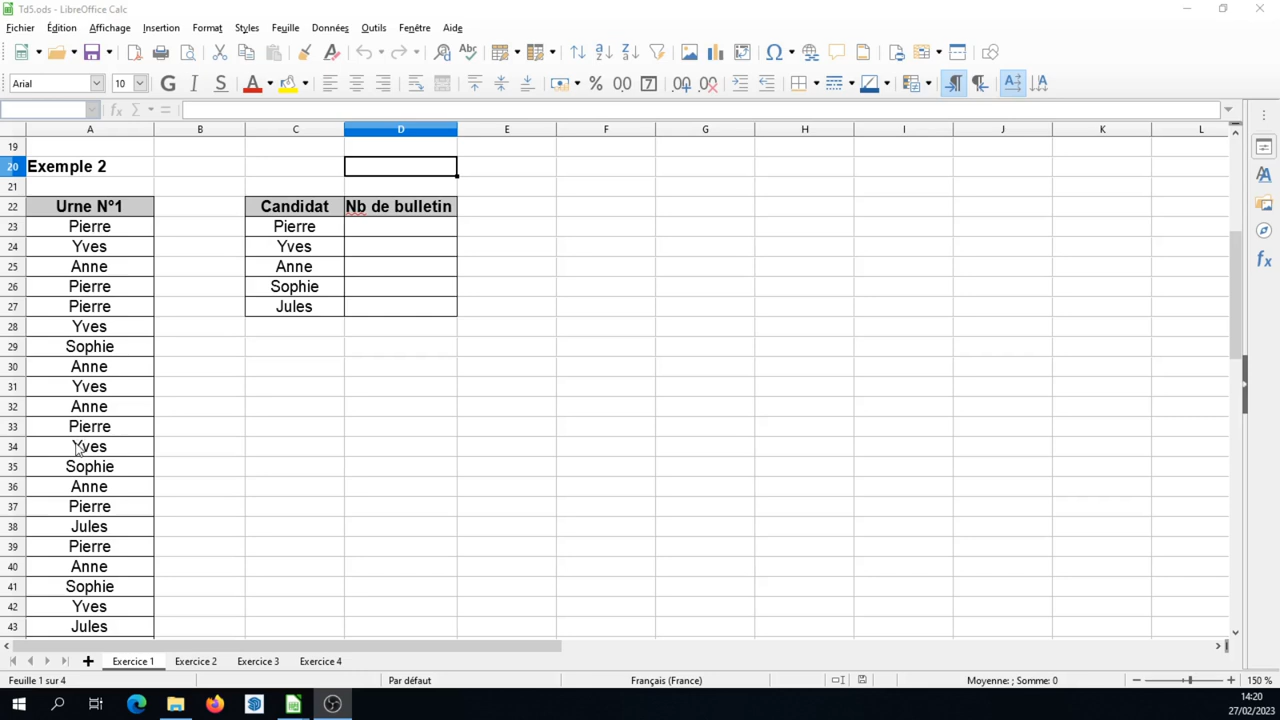 Td5.ods - LibreOffice Calc
Fichier Édition Affichage Insertion Format Styles Feuille Données Outils Fenêtre Aide
Arial 10 G I S
A B C D E F G H I J K L
19
20 Exemple 2
21
22 Urne N°1 Candidat Nb de bulletin
23 Pierre Pierre
24 Yves Yves
25 Anne Anne
26 Pierre Sophie
27 Pierre Jules
28 Yves
29 Sophie
30 Anne
31 Yves
32 Anne
33 Pierre
34 Yves
35 Sophie
36 Anne
37 Pierre
38 Jules
39 Pierre
40 Anne
41 Sophie
42 Yves
43 Jules
Exercice 1 Exercice 2 Exercice 3 Exercice 4
Feuille 1 sur 4 Par défaut Français (France) Moyenne: ; Somme: 0 150 %
14:20
27/02/2023